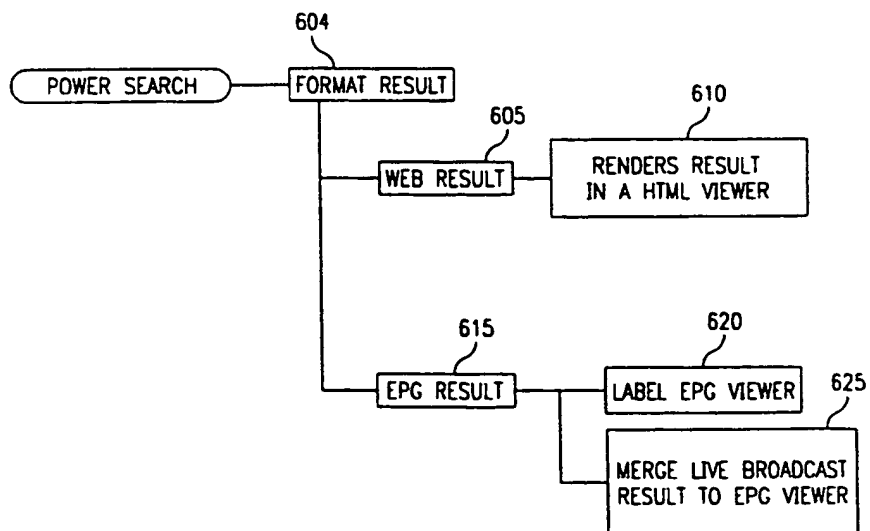 604
POWER SEARCH
FORMAT RESULT
605
610
WEB RESULT
RENDERS RESULT
IN A HTML VIEWER
615
620
EPG RESULT
LABEL EPG VIEWER
625
MERGE LIVE BROADCAST
RESULT TO EPG VIEWER